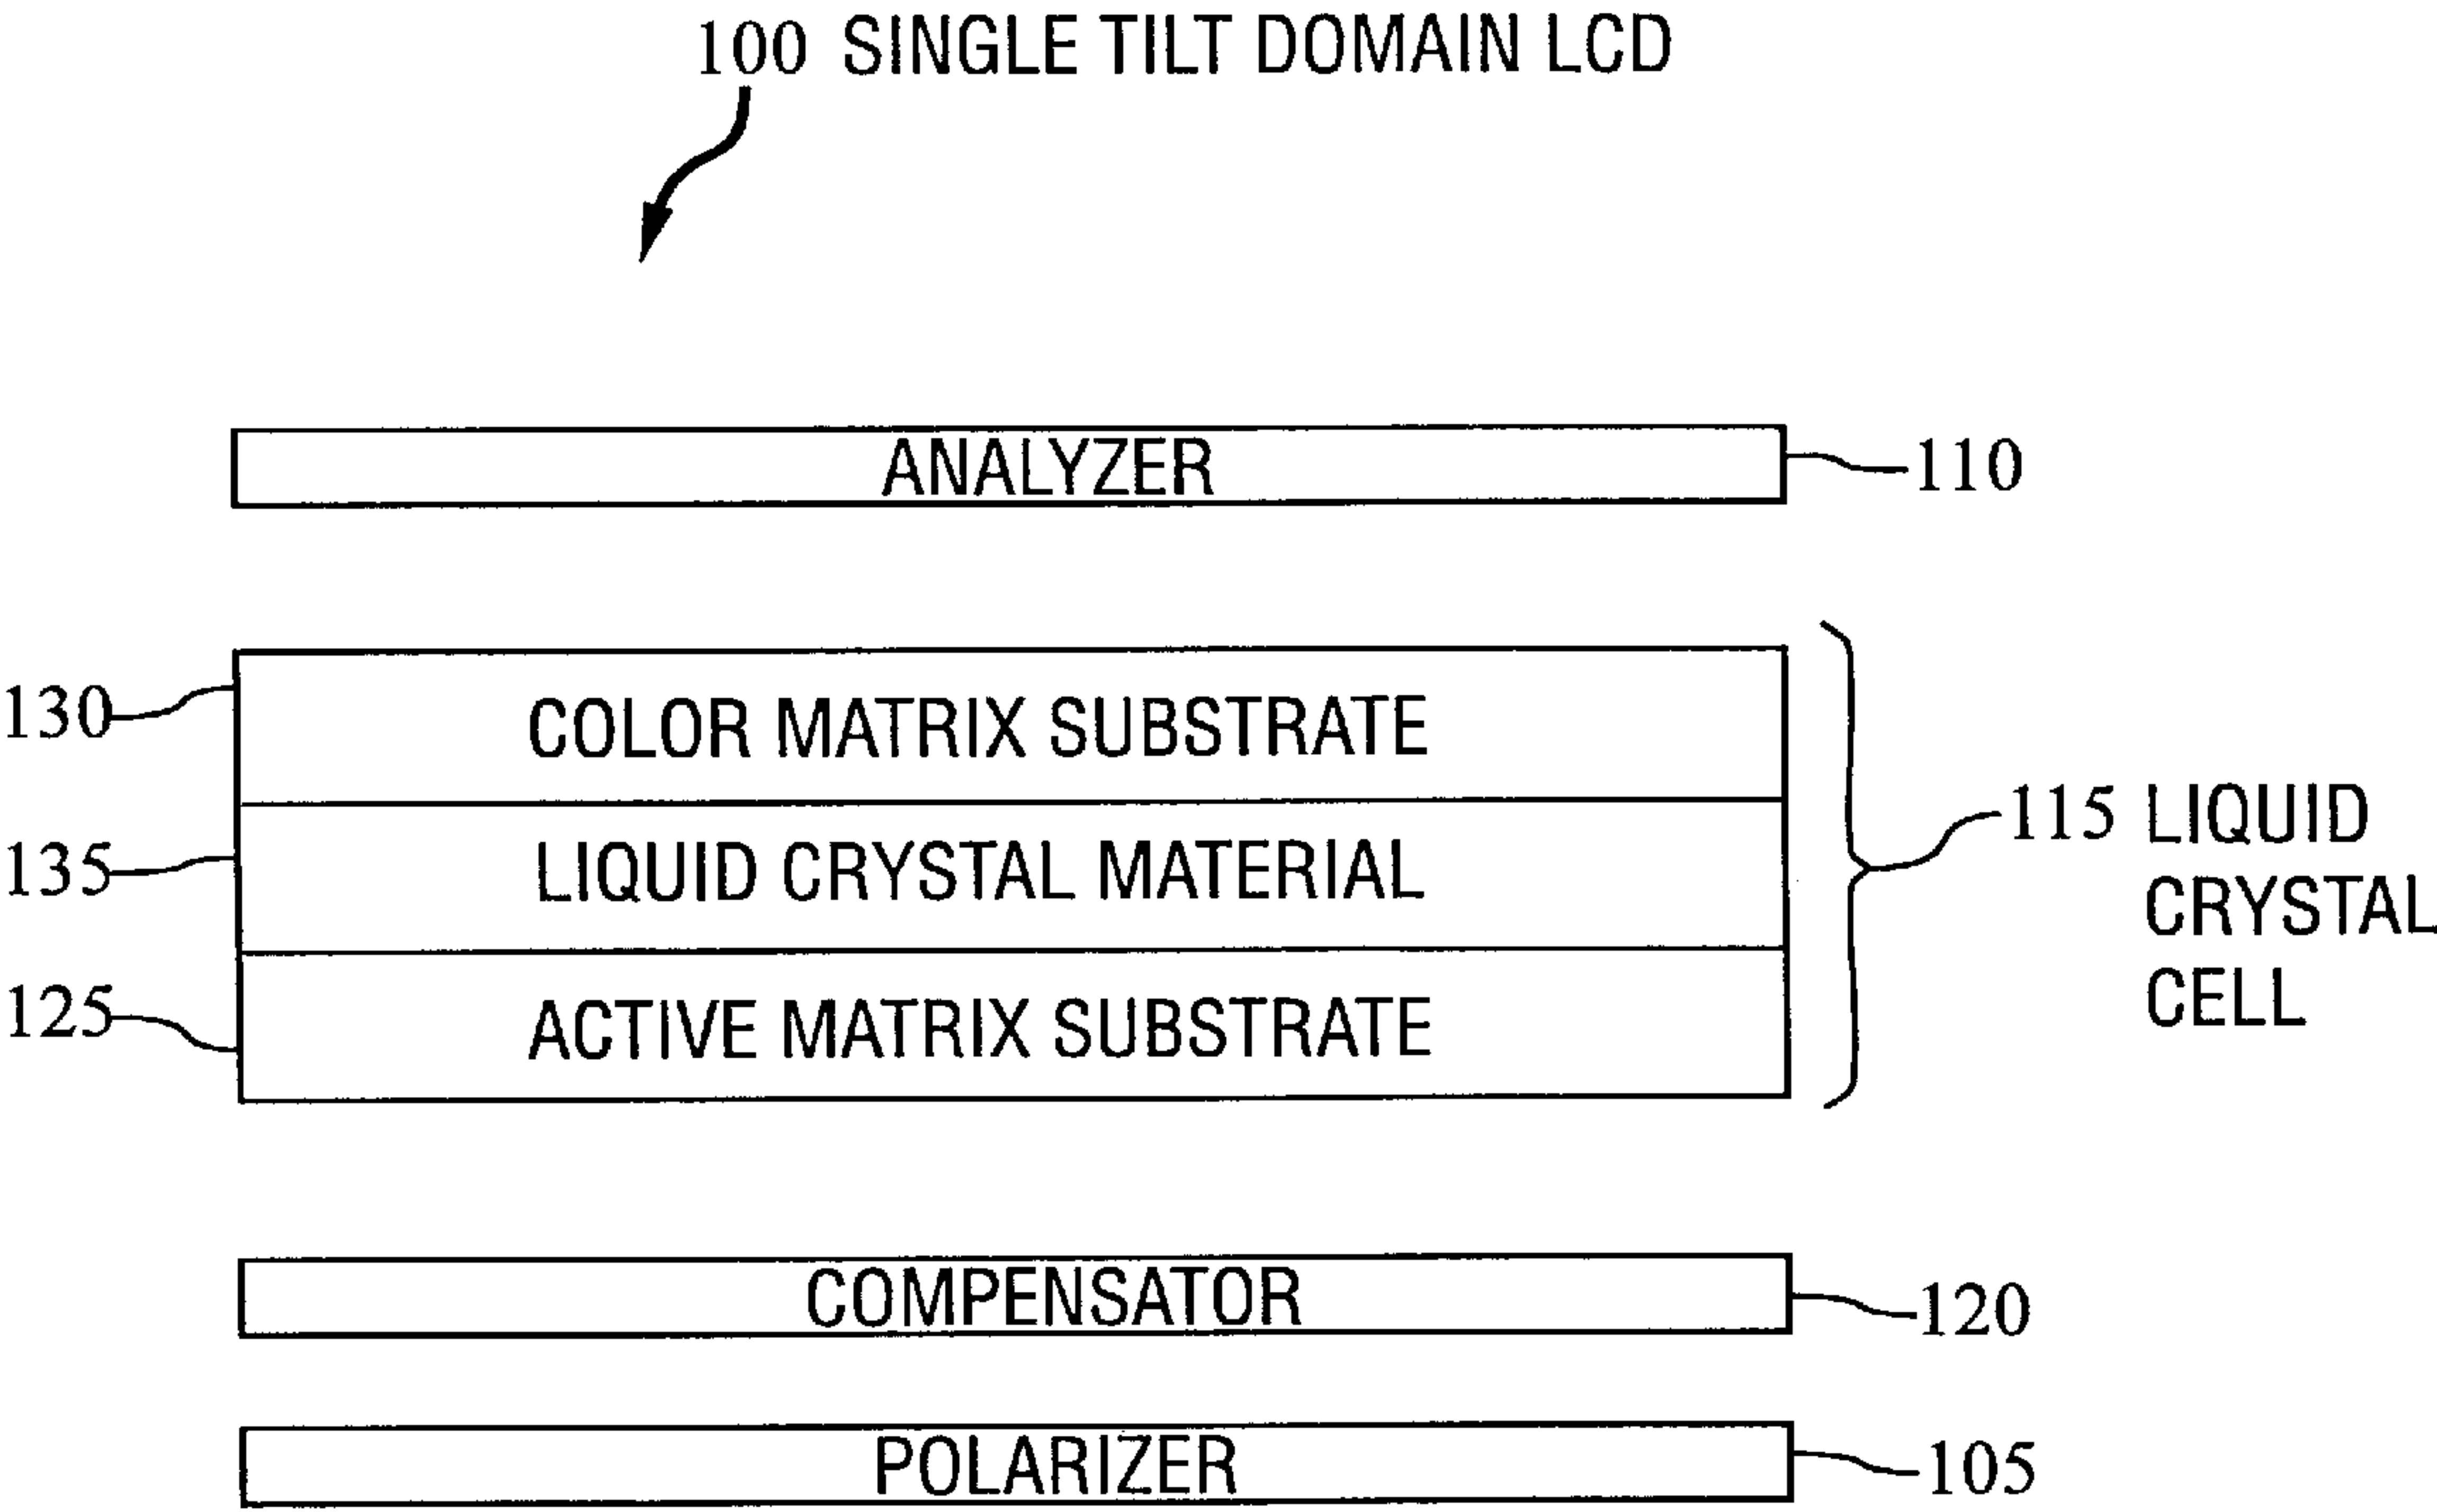 100 SINGLE TILT DOMAIN LCD
ANALYZER
110
130
COLOR MATRIX SUBSTRATE
135
LIQUID CRYSTAL MATERIAL
125
ACTIVE MATRIX SUBSTRATE
115 LIQUID
CRYSTAL
CELL
COMPENSATOR
120
POLARIZER
105